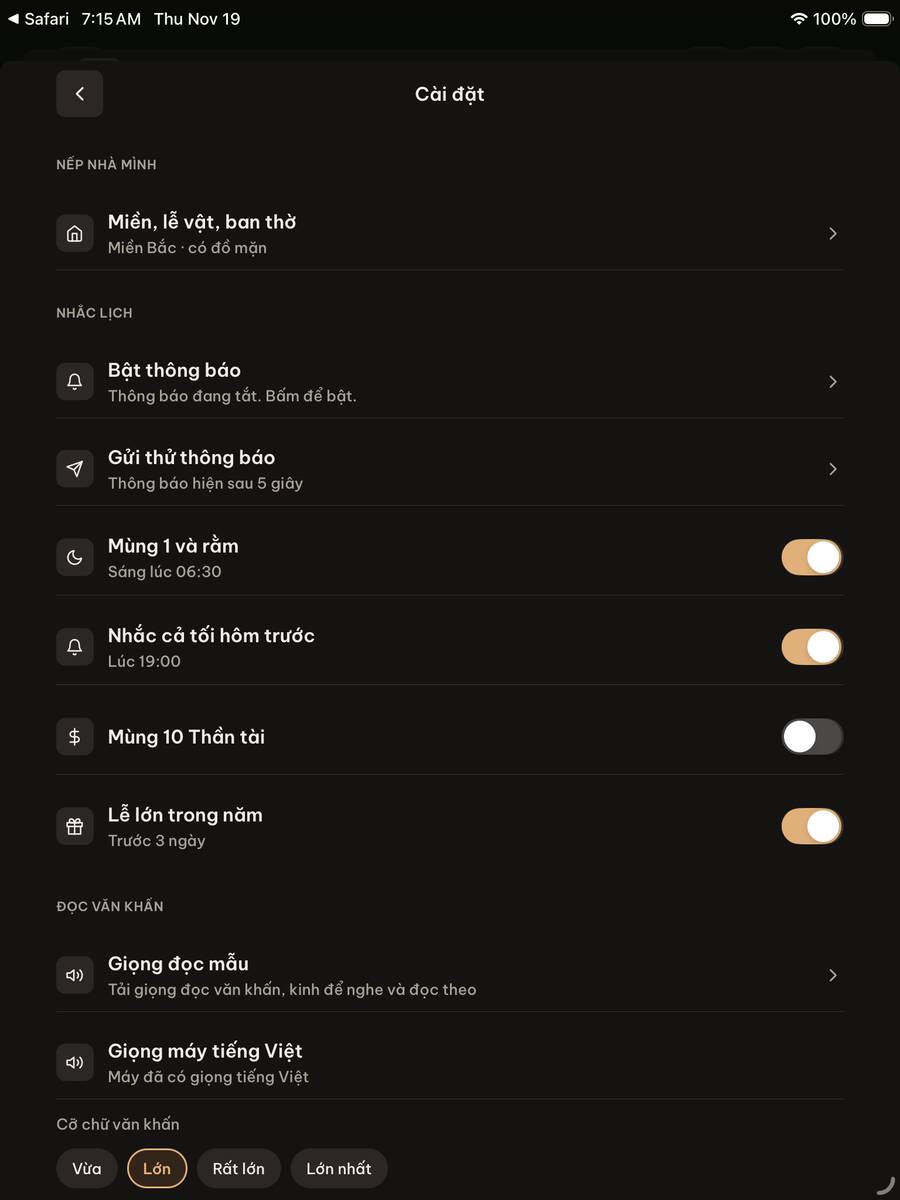 Safari 7:15 AM Thu Nov 19 100%
Cài đặt
NẾP NHÀ MÌNH
Miền, lễ vật, ban thờ
Miền Bắc · có đồ mặn
NHẮC LỊCH
Bật thông báo
Thông báo đang tắt. Bấm để bật.
Gửi thử thông báo
Thông báo hiện sau 5 giây
Mùng 1 và rằm
Sáng lúc 06:30
Nhắc cả tối hôm trước
Lúc 19:00
Mùng 10 Thần tài
Lễ lớn trong năm
Trước 3 ngày
ĐỌC VĂN KHẤN
Giọng đọc mẫu
Tải giọng đọc văn khấn, kinh để nghe và đọc theo
Giọng máy tiếng Việt
Máy đã có giọng tiếng Việt
Cỡ chữ văn khấn
Vừa Lớn Rất lớn Lớn nhất